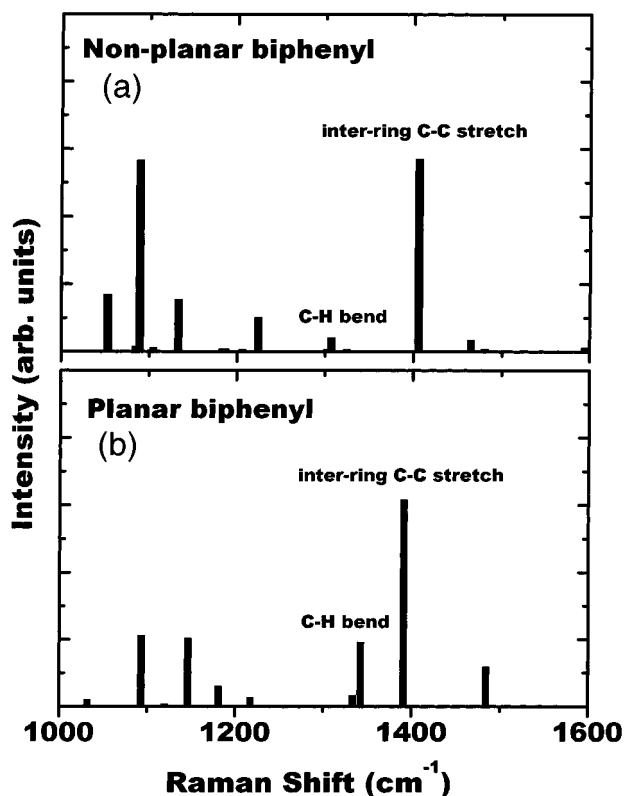 Non-planar biphenyl
(a)
inter-ring C-C stretch
C-H bend
Planar biphenyl
(b)
inter-ring C-C stretch
C-H bend
Intensity (arb. units)
1000 1200 1400 1600
Raman Shift (cm⁻¹)